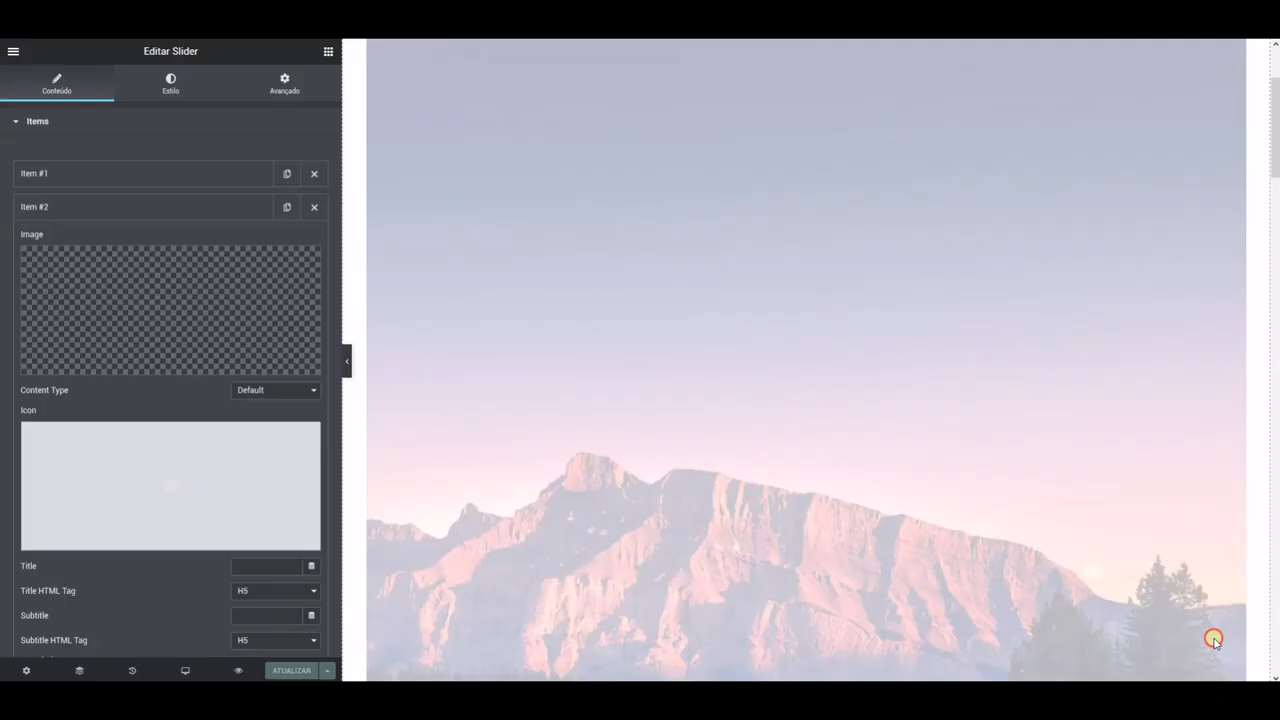 Editar Slider
Conteúdo
Estilo
Avançado
Items
Item #1
Item #2
Image
Content Type
Default
Icon
Title
Title HTML Tag
H5
Subtitle
Subtitle HTML Tag
H5
ATUALIZAR